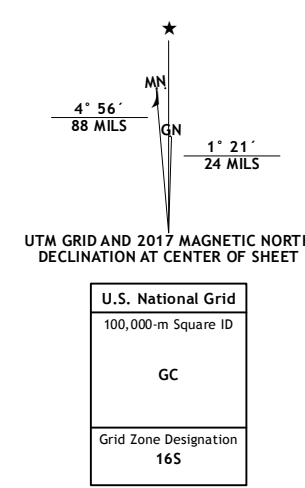 MN.
4° 56´
88 MILS
GN
1° 21´
24 MILS
UTM GRID AND 2017 MAGNETIC NORT
DECLINATION AT CENTER OF SHEET
U.S. National Grid
100,000-m Square ID
GC
Grid Zone Designation
16S